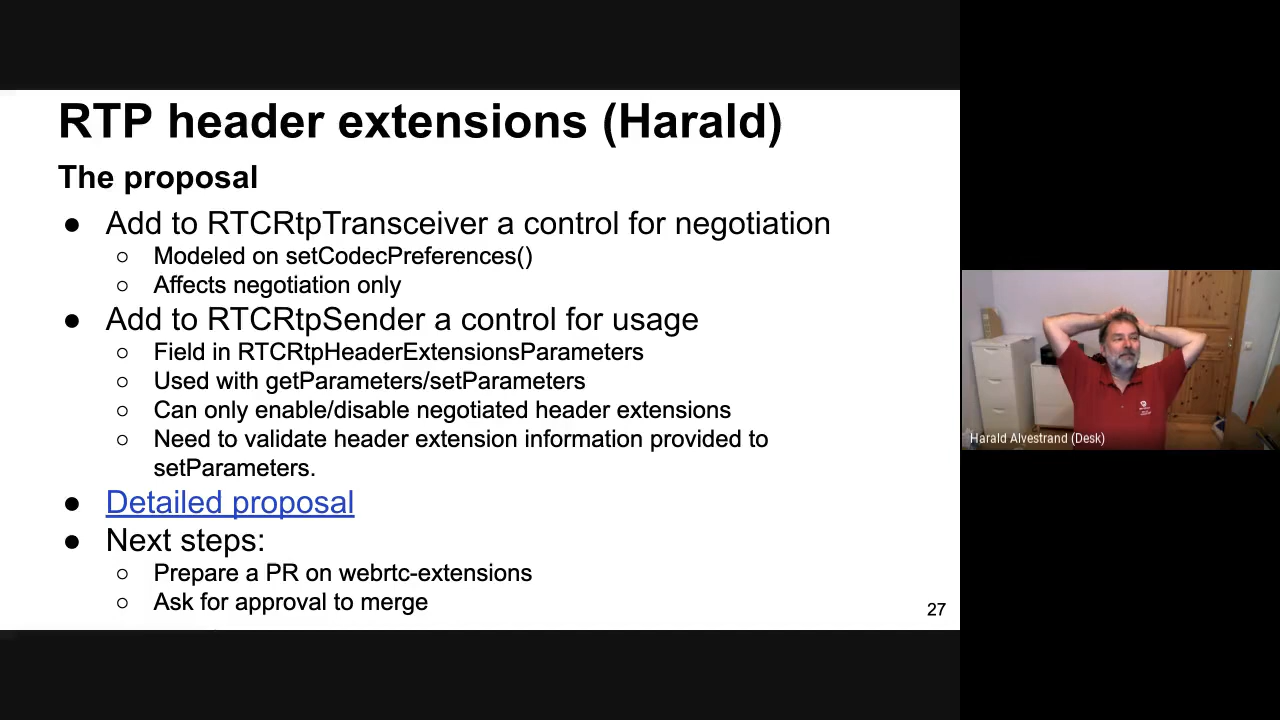 RTP header extensions (Harald)
The proposal
● Add to RTCRtpTransceiver a control for negotiation
○ Modeled on setCodecPreferences()
○ Affects negotiation only
● Add to RTCRtpSender a control for usage
○ Field in RTCRtpHeaderExtensionsParameters
○ Used with getParameters/setParameters
○ Can only enable/disable negotiated header extensions
○ Need to validate header extension information provided to
setParameters.
● Detailed proposal
● Next steps:
○ Prepare a PR on webrtc-extensions
○ Ask for approval to merge
27
Harald Alvestrand (Desk)